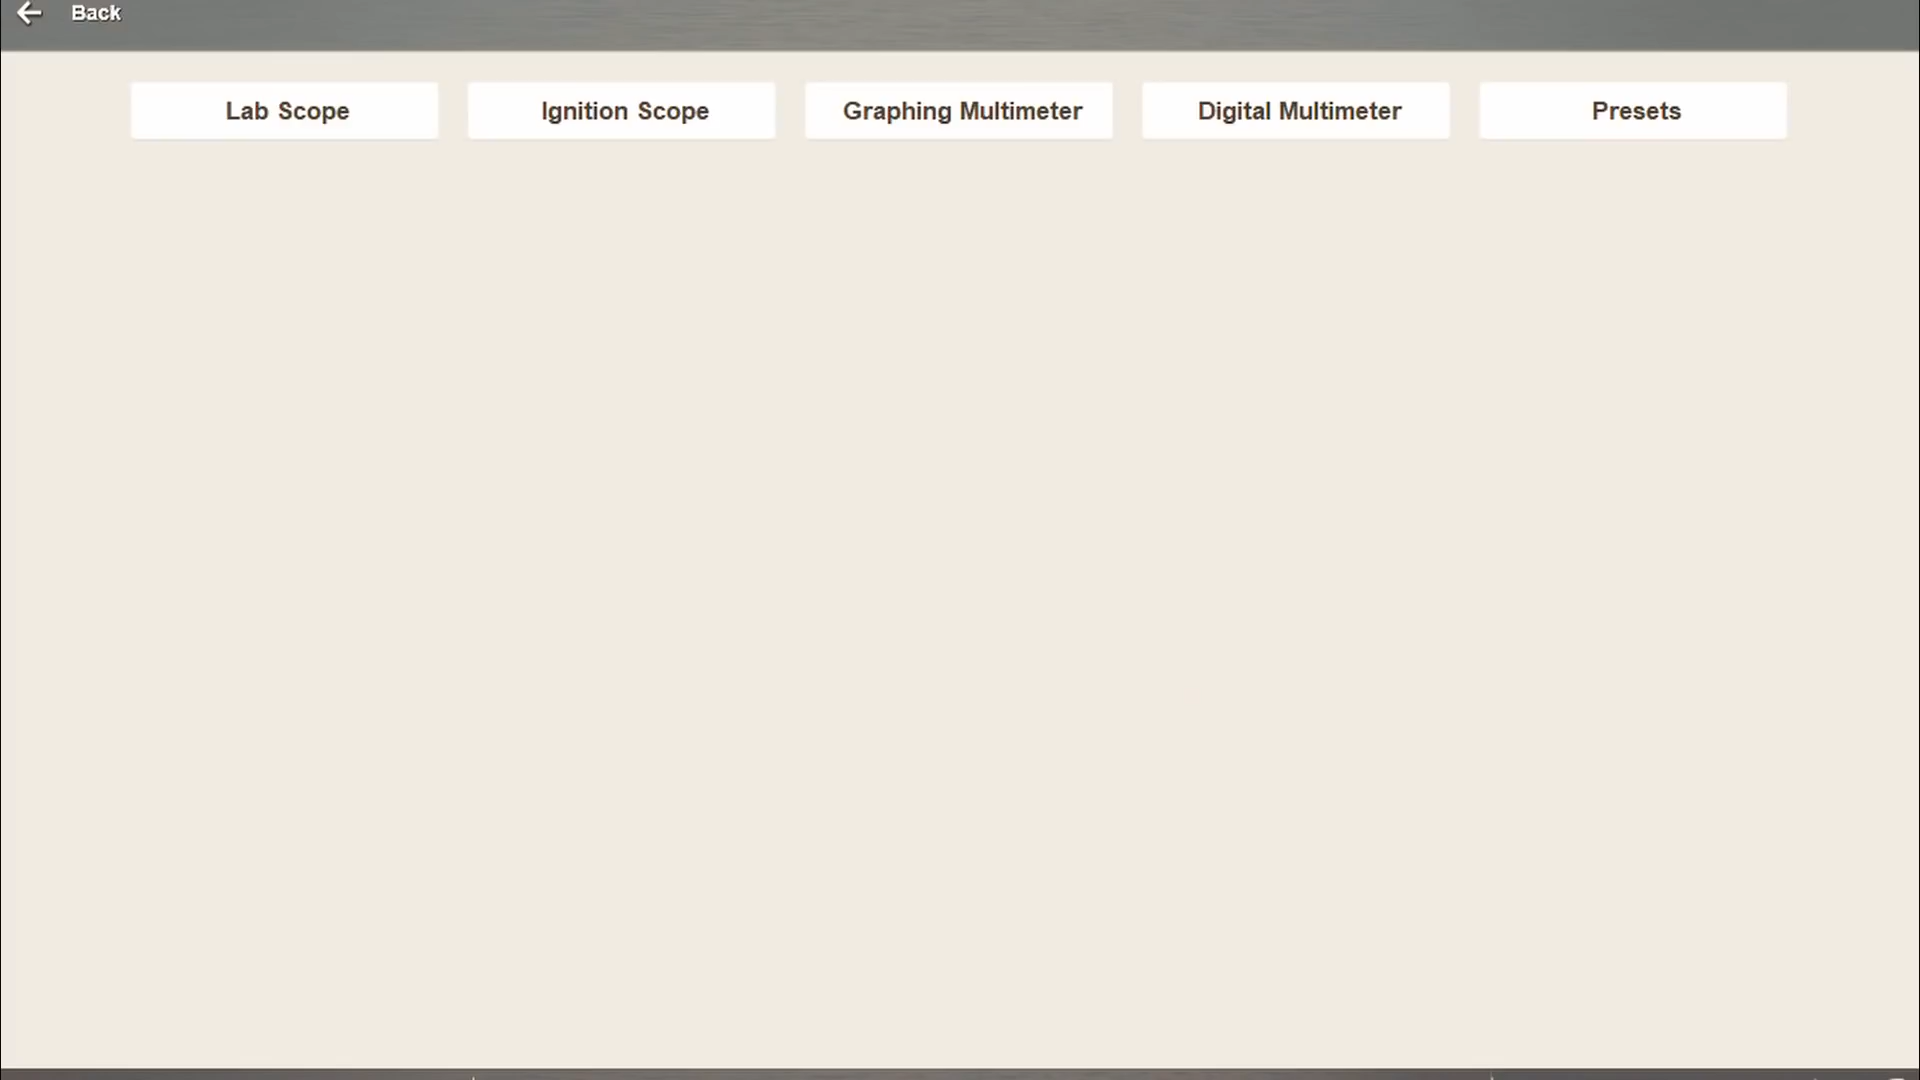 Back
Lab Scope
Ignition Scope
Graphing Multimeter
Digital Multimeter
Presets